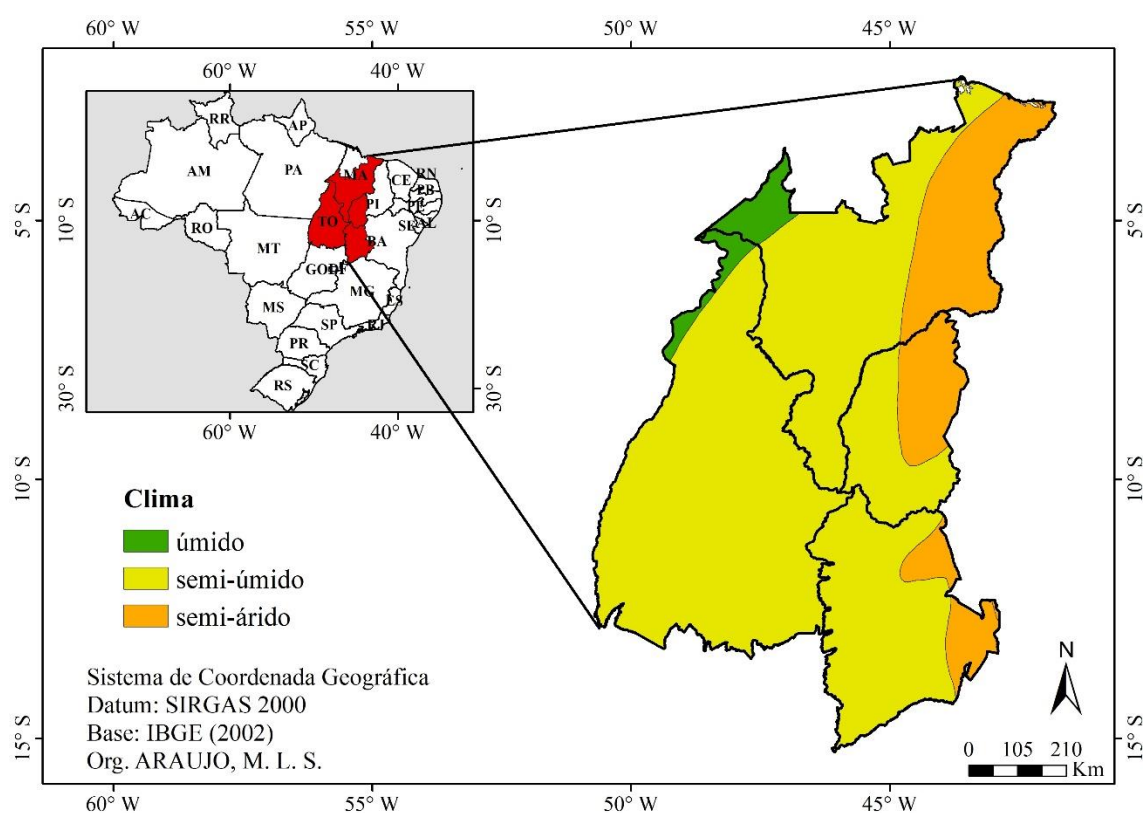 60° W 55° W 50° W 45° W
60° W 40° W
RR
AP
AM
PA
MA
CE
RN
PB
PI
PE
AC
TO
AL
RO
SE
BA
MT
GO
DF
MG
MS
ES
SP
RJ
PR
SC
RS
10° S
30° S
10° S
30° S
60° W 40° W
5° S
10° S
15° S
5° S
10° S
15° S
Clima
úmido
semi-úmido
semi-árido
Sistema de Coordenada Geográfica
Datum: SIRGAS 2000
Base: IBGE (2002)
Org. ARAUJO, M. L. S.
N
0 105 210
Km
60° W 55° W 50° W 45° W